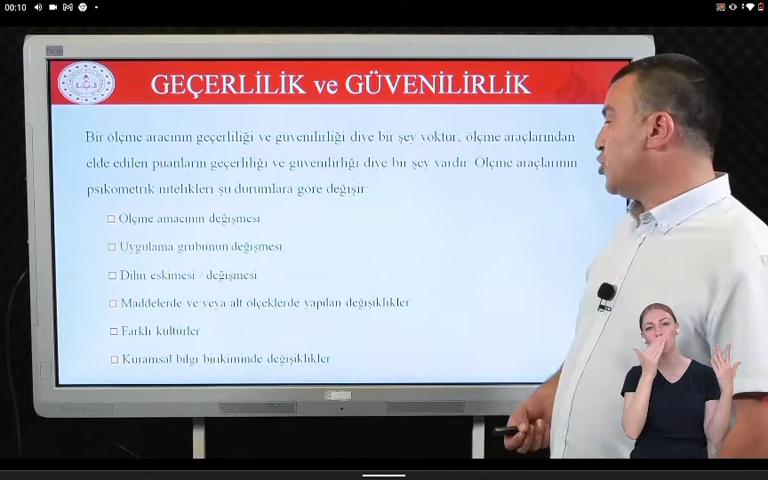 00:10
GEÇERLİLİK ve GÜVENİLİRLİK
Bir ölçme aracının geçerliliği ve güvenilirliği diye bir şey yoktur, ölçme araçlarından
elde edilen puanların geçerliliği ve güvenilirliği diye bir şey vardır. Ölçme araçlarının
psikometrik nitelikleri şu durumlara göre değişir:
□ Ölçme amacının değişmesi
□ Uygulama grubunun değişmesi
□ Dilin eskimesi / değişmesi
□ Maddelerde ve veya alt ölçeklerde yapılan değişiklikler
□ Farklı kültürler
□ Kuramsal bilgi birikiminde değişiklikler